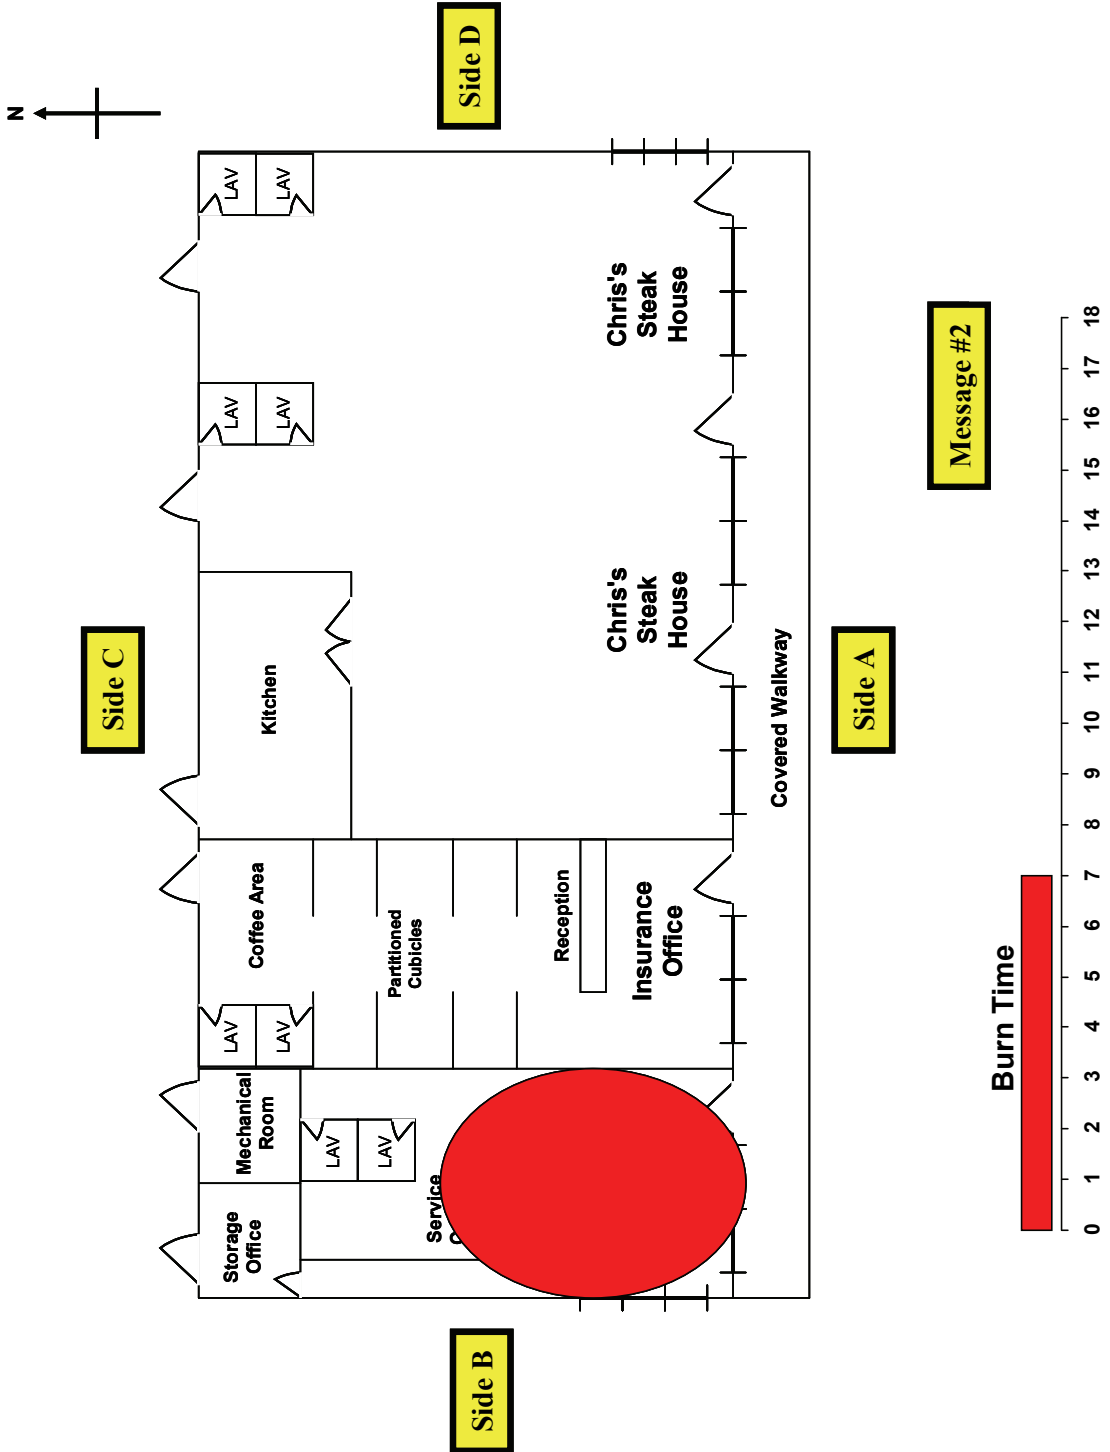 N
Side C
LAV
LAV
LAV
LAV
LAV
LAV
Storage
Office
Mechanical
Room
Coffee Area
Kitchen
LAV
LAV
Side B
Side D
Service
Partitioned
Cubicles
Reception
Insurance
Office
Chris's
Steak
House
Chris's
Steak
House
Covered Walkway
Side A
Message #2
Burn Time
0 1 2 3 4 5 6 7 8 9 10 11 12 13 14 15 16 17 18